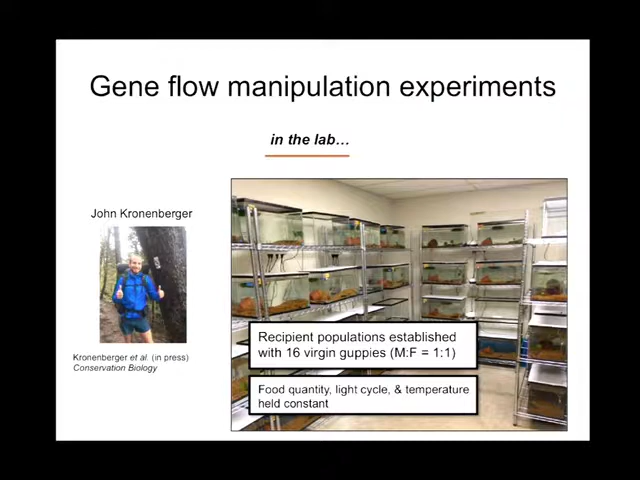 Gene flow manipulation experiments
in the lab...
John Kronenberger
Kronenberger et al. (in press)
Conservation Biology
Recipient populations established
with 16 virgin guppies (M:F = 1:1)
Food quantity, light cycle, & temperature
held constant